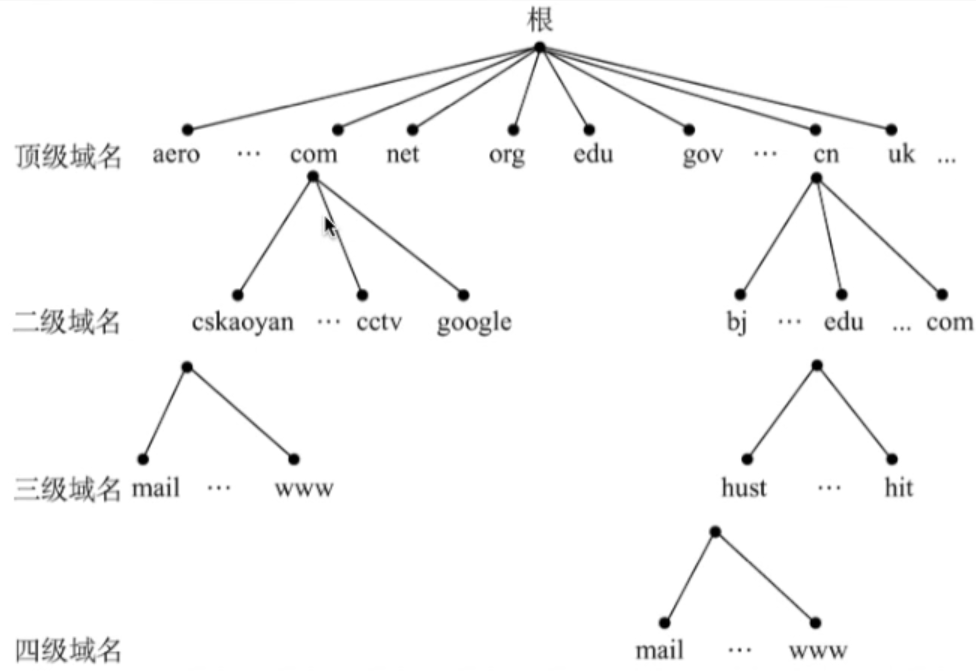 根
顶级域名 aero … com net org edu gov … cn uk ...
二级域名 cskaoyan … cctv google bj … edu ... com
三级域名 mail … www hust … hit
四级域名 mail … www